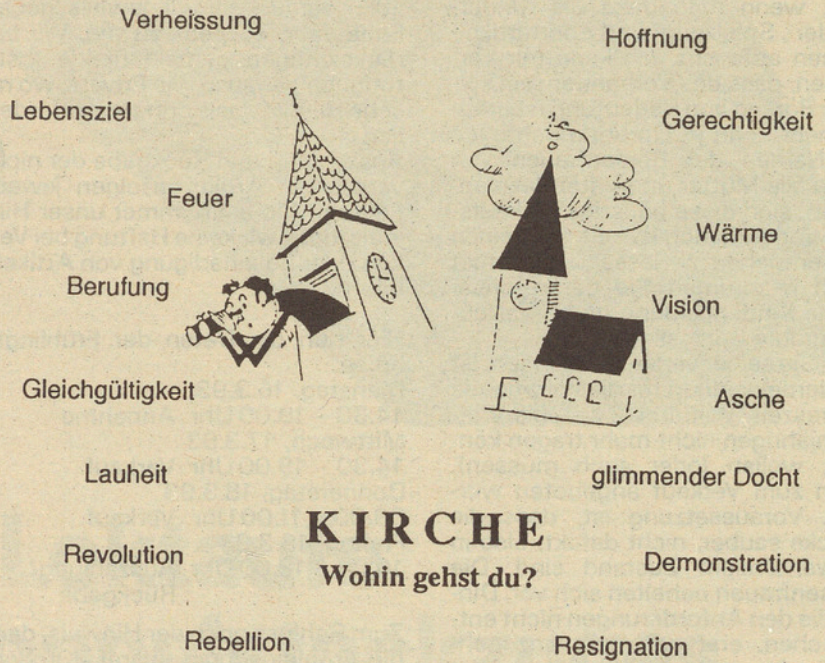 Verheissung
Hoffnung
Lebensziel
Gerechtigkeit
Feuer
Wärme
Berufung
Vision
Gleichgültigkeit
Asche
Lauheit
glimmender Docht
KIRCHE
Wohin gehst du?
Revolution
Demonstration
Rebellion
Resignation